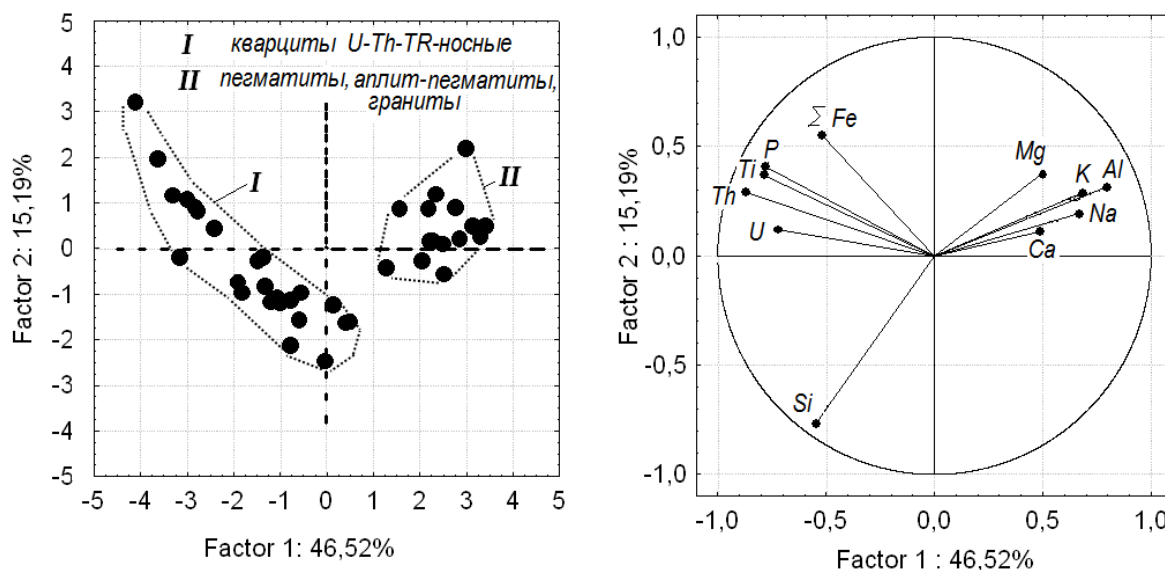 I кварциты U-Th-TR-носные
II пегматиты, аплит-пегматиты,
граниты
I
II
5
4
3
2
1
0
-1
-2
-3
-4
-5
-5 -4 -3 -2 -1 0 1 2 3 4 5
Factor 2: 15,19%
Factor 1: 46,52%
1,0
0,5
0,0
-0,5
-1,0
-1,0 -0,5 0,0 0,5 1,0
Factor 2 : 15,19%
Factor 1 : 46,52%
∑ Fe
P
Ti
Th
U
Mg
K
Al
Na
Ca
Si